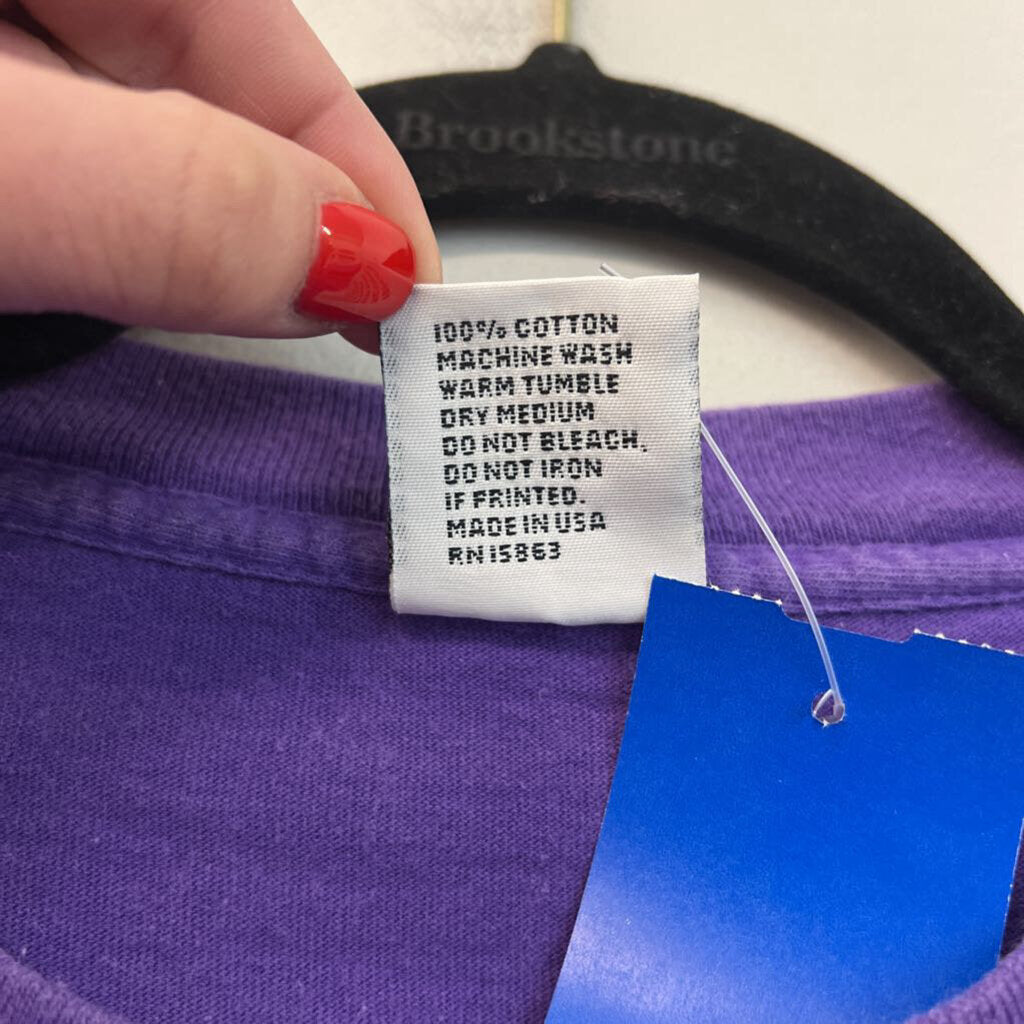 Brookstone
100% COTTON
MACHINE WASH
WARM TUMBLE
DRY MEDIUM
DO NOT BLEACH.
DO NOT IRON
IF PRINTED.
MADE IN USA
RN 15863